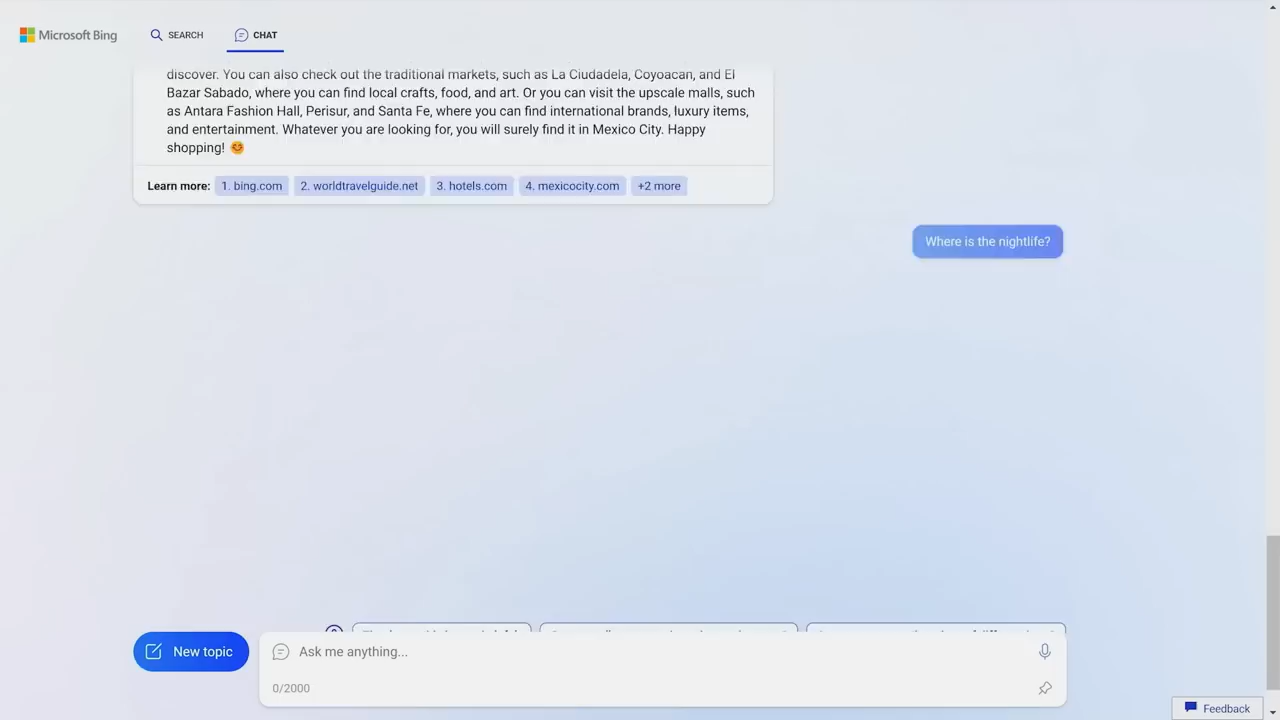 Microsoft Bing
SEARCH
CHAT
discover. You can also check out the traditional markets, such as La Ciudadela, Coyoacan, and El
Bazar Sabado, where you can find local crafts, food, and art. Or you can visit the upscale malls, such
as Antara Fashion Hall, Perisur, and Santa Fe, where you can find international brands, luxury items,
and entertainment. Whatever you are looking for, you will surely find it in Mexico City. Happy
shopping! 😊
Learn more: 1. bing.com 2. worldtravelguide.net 3. hotels.com 4. mexicocity.com +2 more
Where is the nightlife?
New topic
Ask me anything...
0/2000
Feedback